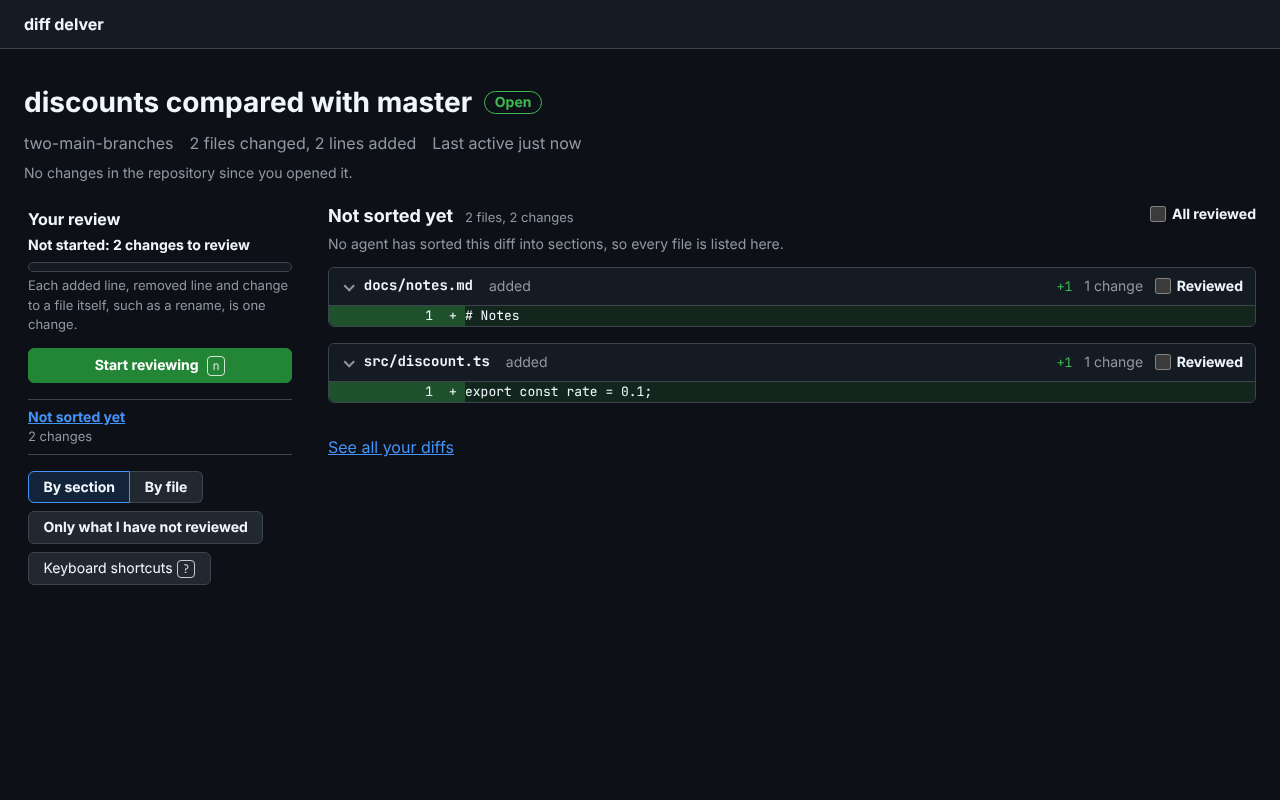 diff delver
discounts compared with master Open
two-main-branches 2 files changed, 2 lines added Last active just now
No changes in the repository since you opened it.
Your review
Not started: 2 changes to review
Each added line, removed line and change
to a file itself, such as a rename, is one
change.
Start reviewing n
Not sorted yet
2 changes
By section By file
Only what I have not reviewed
Keyboard shortcuts ?
Not sorted yet 2 files, 2 changes All reviewed
No agent has sorted this diff into sections, so every file is listed here.
docs/notes.md added +1 1 change Reviewed
1 + # Notes
src/discount.ts added +1 1 change Reviewed
1 + export const rate = 0.1;
See all your diffs